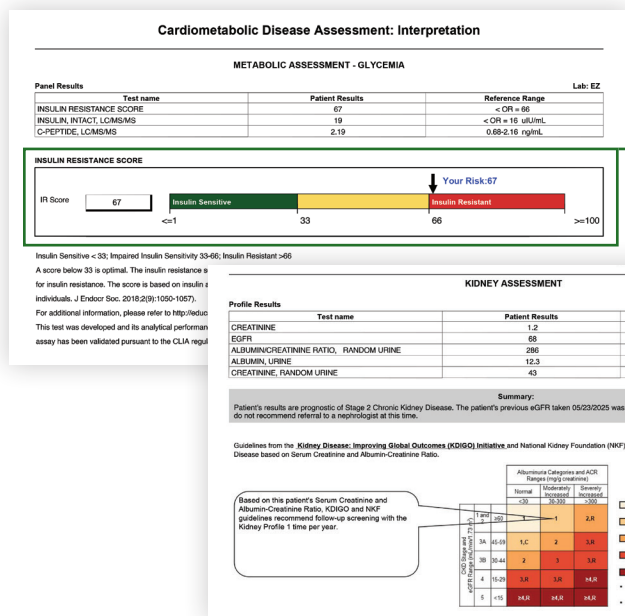 Cardiometabolic Disease Assessment: Interpretation
METABOLIC ASSESSMENT - GLYCEMIA
Panel Results Lab: EZ
Test name Patient Results Reference Range
INSULIN RESISTANCE SCORE 67 < OR = 66
INSULIN, INTACT, LC/MS/MS 19 < OR = 16 uIU/mL
C-PEPTIDE, LC/MS/MS 2.19 0.68-2.16 ng/mL
INSULIN RESISTANCE SCORE
Your Risk:67
IR Score 67 Insulin Sensitive Insulin Resistant
<=1 33 66 >=100
Insulin Sensitive < 33; Impaired Insulin Sensitivity 33-66; Insulin Resistant >66
A score below 33 is optimal. The insulin resistance
for insulin resistance. The score is based on insulin
individuals. J Endocr Soc. 2018;2(9):1050-1057).
For additional information, please refer to http://educ
This test was developed and its analytical
assay has been validated pursuant to the CLIA
KIDNEY ASSESSMENT
Profile Results
Test name Patient Results
CREATININE 1.2
EGFR 68
ALBUMIN/CREATININE RATIO, RANDOM URINE 286
ALBUMIN, URINE 12.3
CREATININE, RANDOM URINE 43
Summary:
Patient's results are prognostic of Stage 2 Chronic Kidney Disease. The patient's previous eGFR taken 05/23/2025 was
do not recommend referral to a nephrologist at this time.
Guidelines from the Kidney Disease: Improving Global Outcomes (KDIGO) Initiative and National Kidney Foundation (NKF)
Disease based on Serum Creatinine and Albumin-Creatinine Ratio.
Based on this patient's Serum Creatinine and
Albumin-Creatinine Ratio, KDIGO and NKF
guidelines recommend follow-up screening with the
Kidney Profile 1 time per year.
Albuminuria Categories and ACR
Ranges (mg/g creatinine)
Normal Moderately Increased Severely Increased
<30 30-300 >300
CKD Stage and
eGFR Range (mL/min/1.73 m²)
1 and 2 ≥60 1 1 2,R
3A 45-59 1,C 2 3,R
3B 30-44 2 3 3,R
4 15-29 3,R 3,R ≥4,R
5 <15 ≥4,R ≥4,R ≥4,R